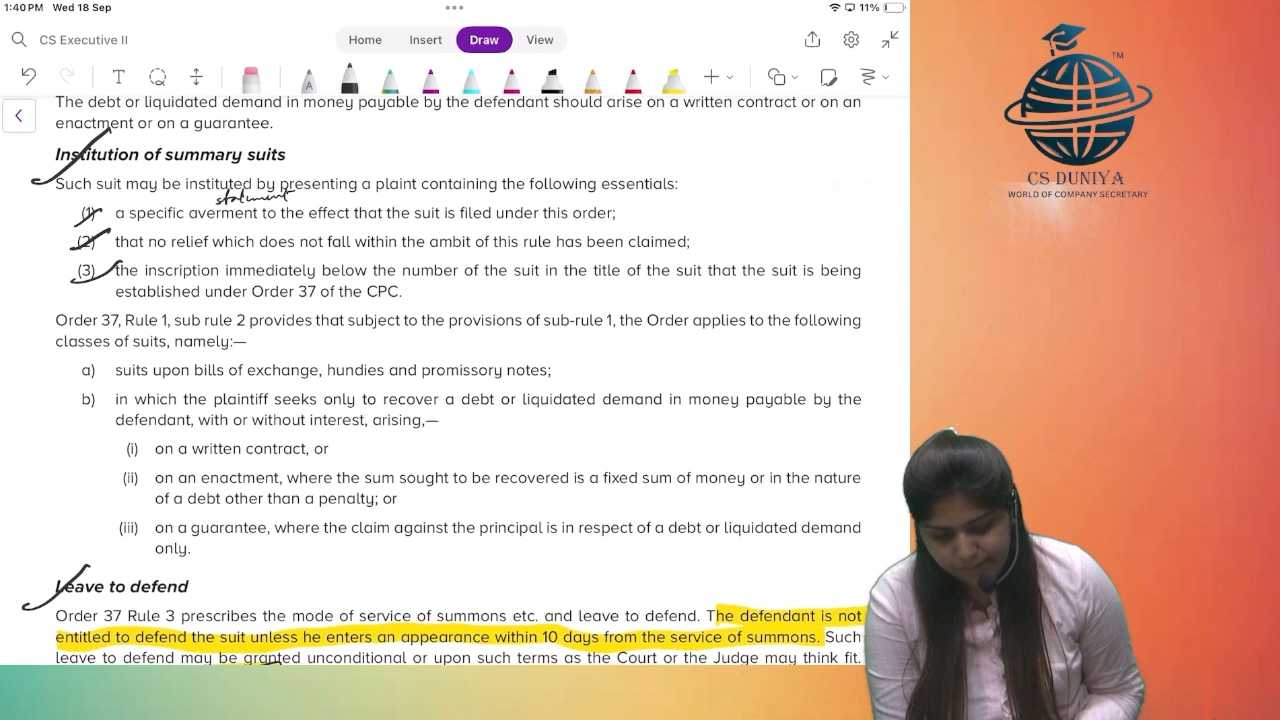 1:40 PM Wed 18 Sep
11%
CS Executive II
Home Insert Draw View
T
A
The debt or liquidated demand in money payable by the defendant should arise on a written contract or on an
enactment or on a guarantee.
Institution of summary suits
Such suit may be instituted by presenting a plaint containing the following essentials:
statement
(1) a specific averment to the effect that the suit is filed under this order;
(2) that no relief which does not fall within the ambit of this rule has been claimed;
(3) the inscription immediately below the number of the suit in the title of the suit that the suit is being
established under Order 37 of the CPC.
Order 37, Rule 1, sub rule 2 provides that subject to the provisions of sub-rule 1, the Order applies to the following
classes of suits, namely:—
a) suits upon bills of exchange, hundies and promissory notes;
b) in which the plaintiff seeks only to recover a debt or liquidated demand in money payable by the
defendant, with or without interest, arising,—
(i) on a written contract, or
(ii) on an enactment, where the sum sought to be recovered is a fixed sum of money or in the nature
of a debt other than a penalty; or
(iii) on a guarantee, where the claim against the principal is in respect of a debt or liquidated demand
only.
Leave to defend
Order 37 Rule 3 prescribes the mode of service of summons etc. and leave to defend. The defendant is not
entitled to defend the suit unless he enters an appearance within 10 days from the service of summons. Such
leave to defend may be granted unconditional or upon such terms as the Court or the Judge may think fit.
TM
CS DUNIYA
WORLD OF COMPANY SECRETARY